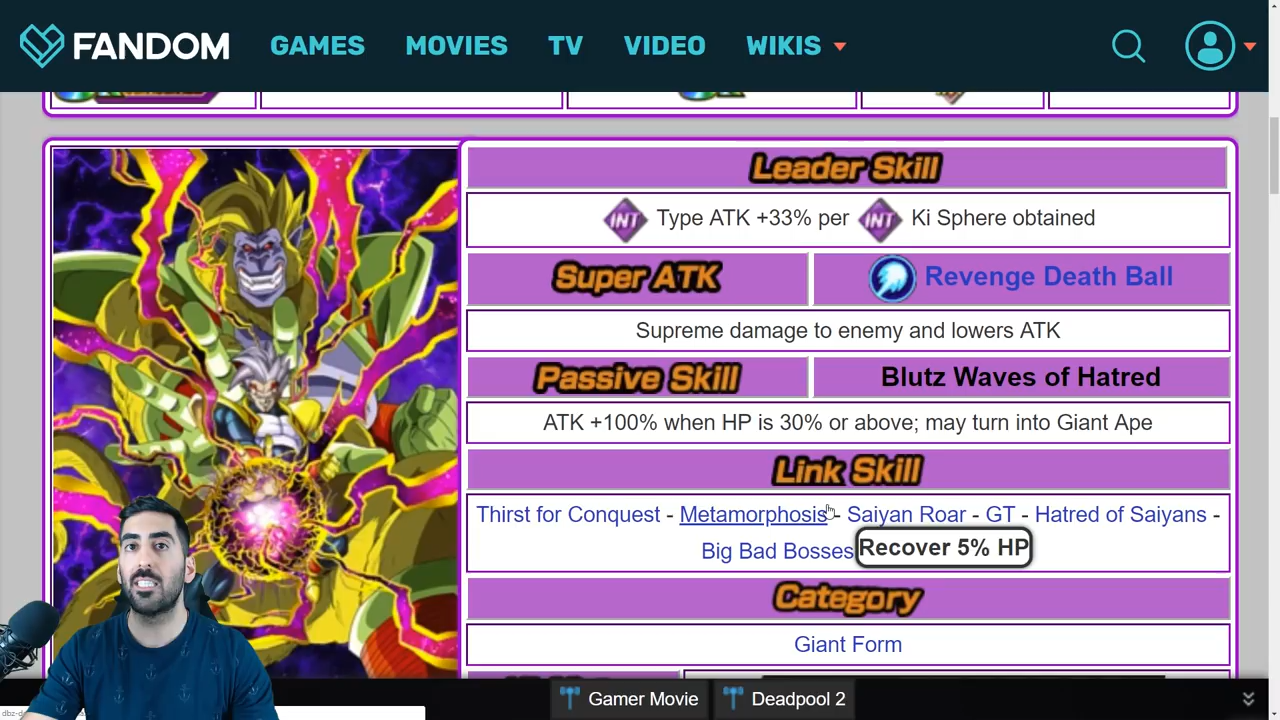 FANDOM GAMES MOVIES TV VIDEO WIKIS
Leader Skill
INT Type ATK +33% per INT Ki Sphere obtained
Super ATK Revenge Death Ball
Supreme damage to enemy and lowers ATK
Passive Skill Blutz Waves of Hatred
ATK +100% when HP is 30% or above; may turn into Giant Ape
Link Skill
Thirst for Conquest - Metamorphosis - Saiyan Roar - GT - Hatred of Saiyans -
Big Bad Bosses Recover 5% HP
Category
Giant Form
Gamer Movie Deadpool 2